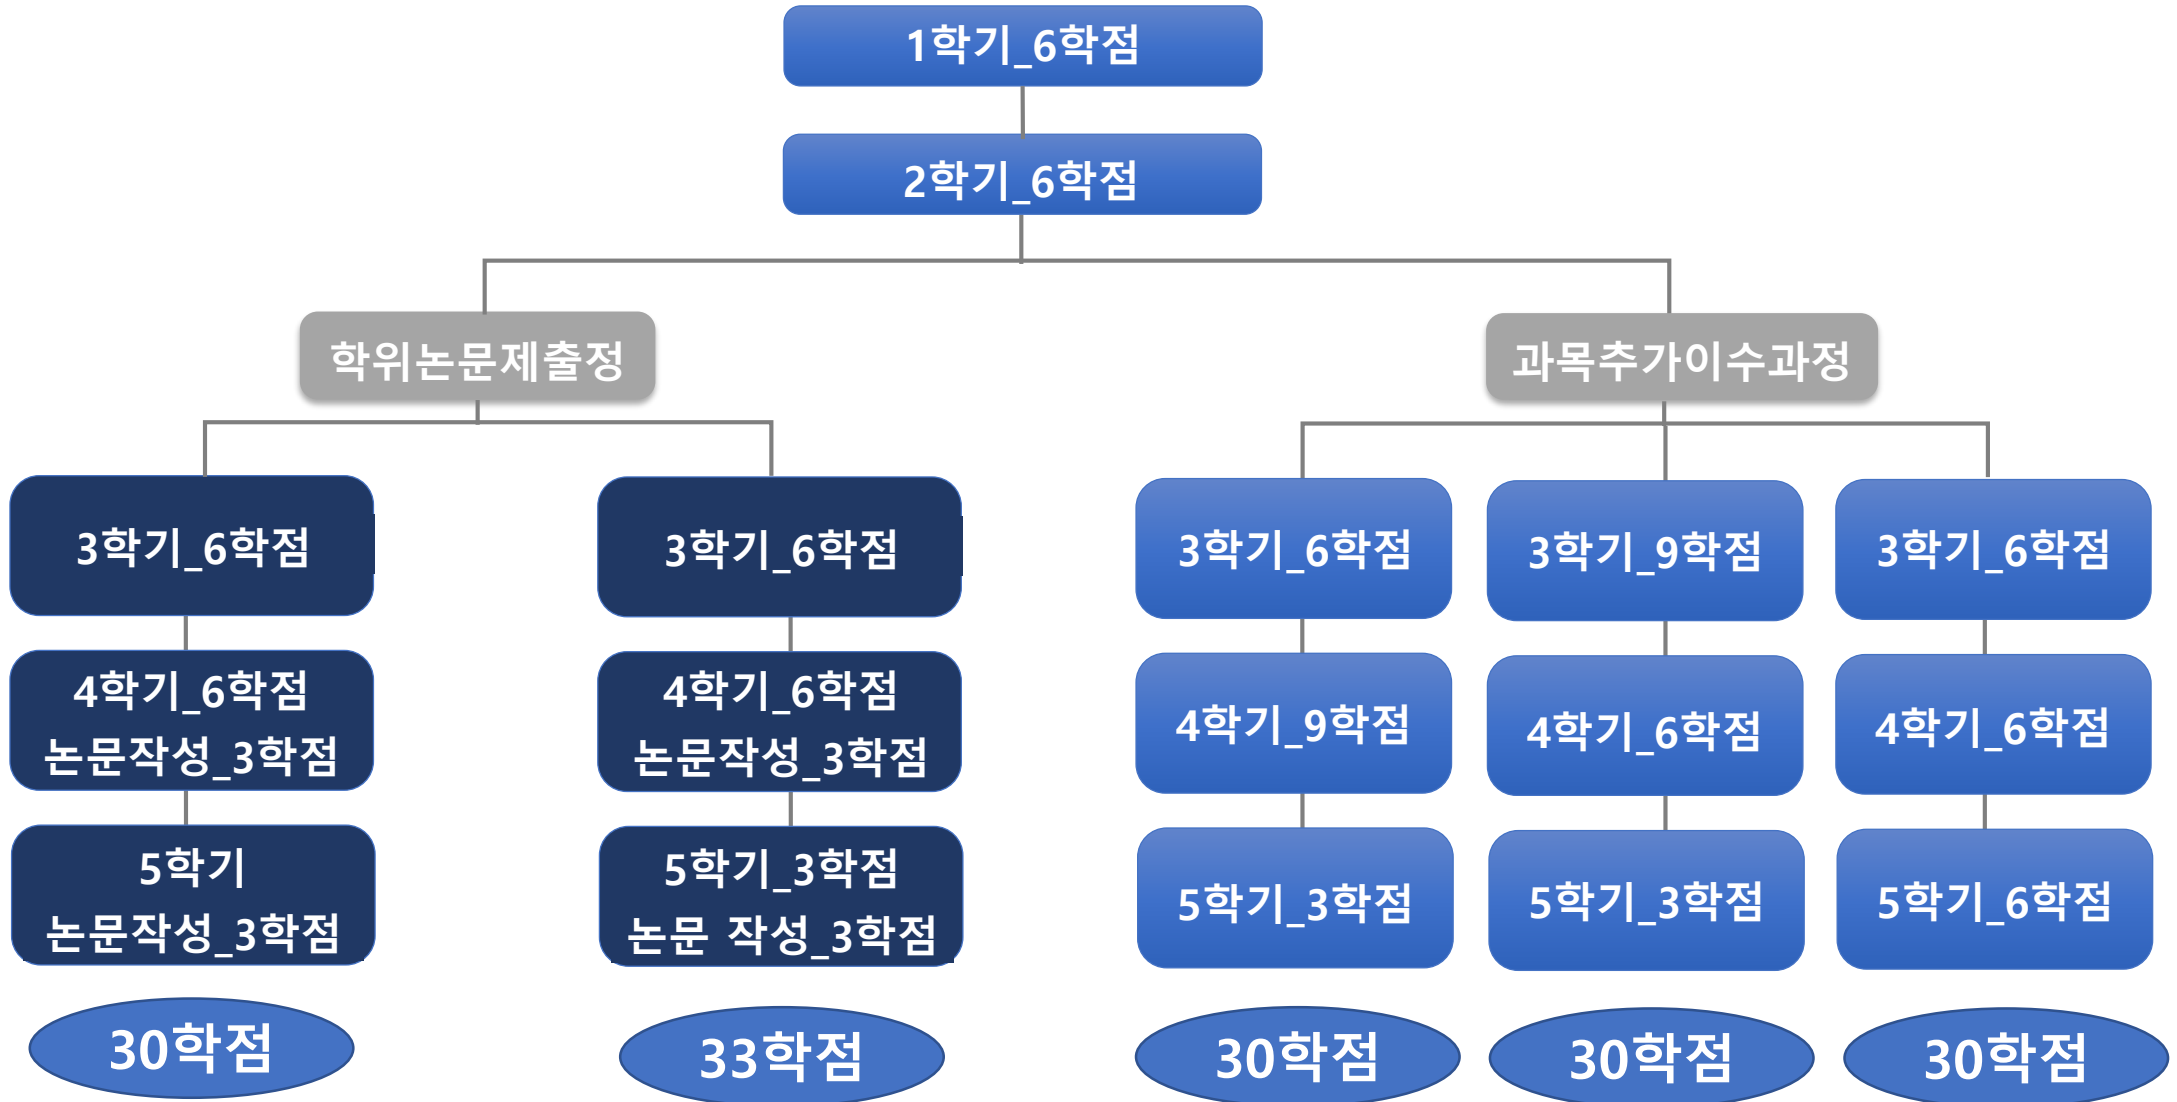 1학기_6학점
2학기_6학점
학위논문제출정
과목추가이수과정
3학기_6학점
4학기_6학점
논문작성_3학점
5학기
논문작성_3학점
30학점
3학기_6학점
4학기_6학점
논문작성_3학점
5학기_3학점
논문 작성_3학점
33학점
3학기_6학점
4학기_9학점
5학기_3학점
30학점
3학기_9학점
4학기_6학점
5학기_3학점
30학점
3학기_6학점
4학기_6학점
5학기_6학점
30학점